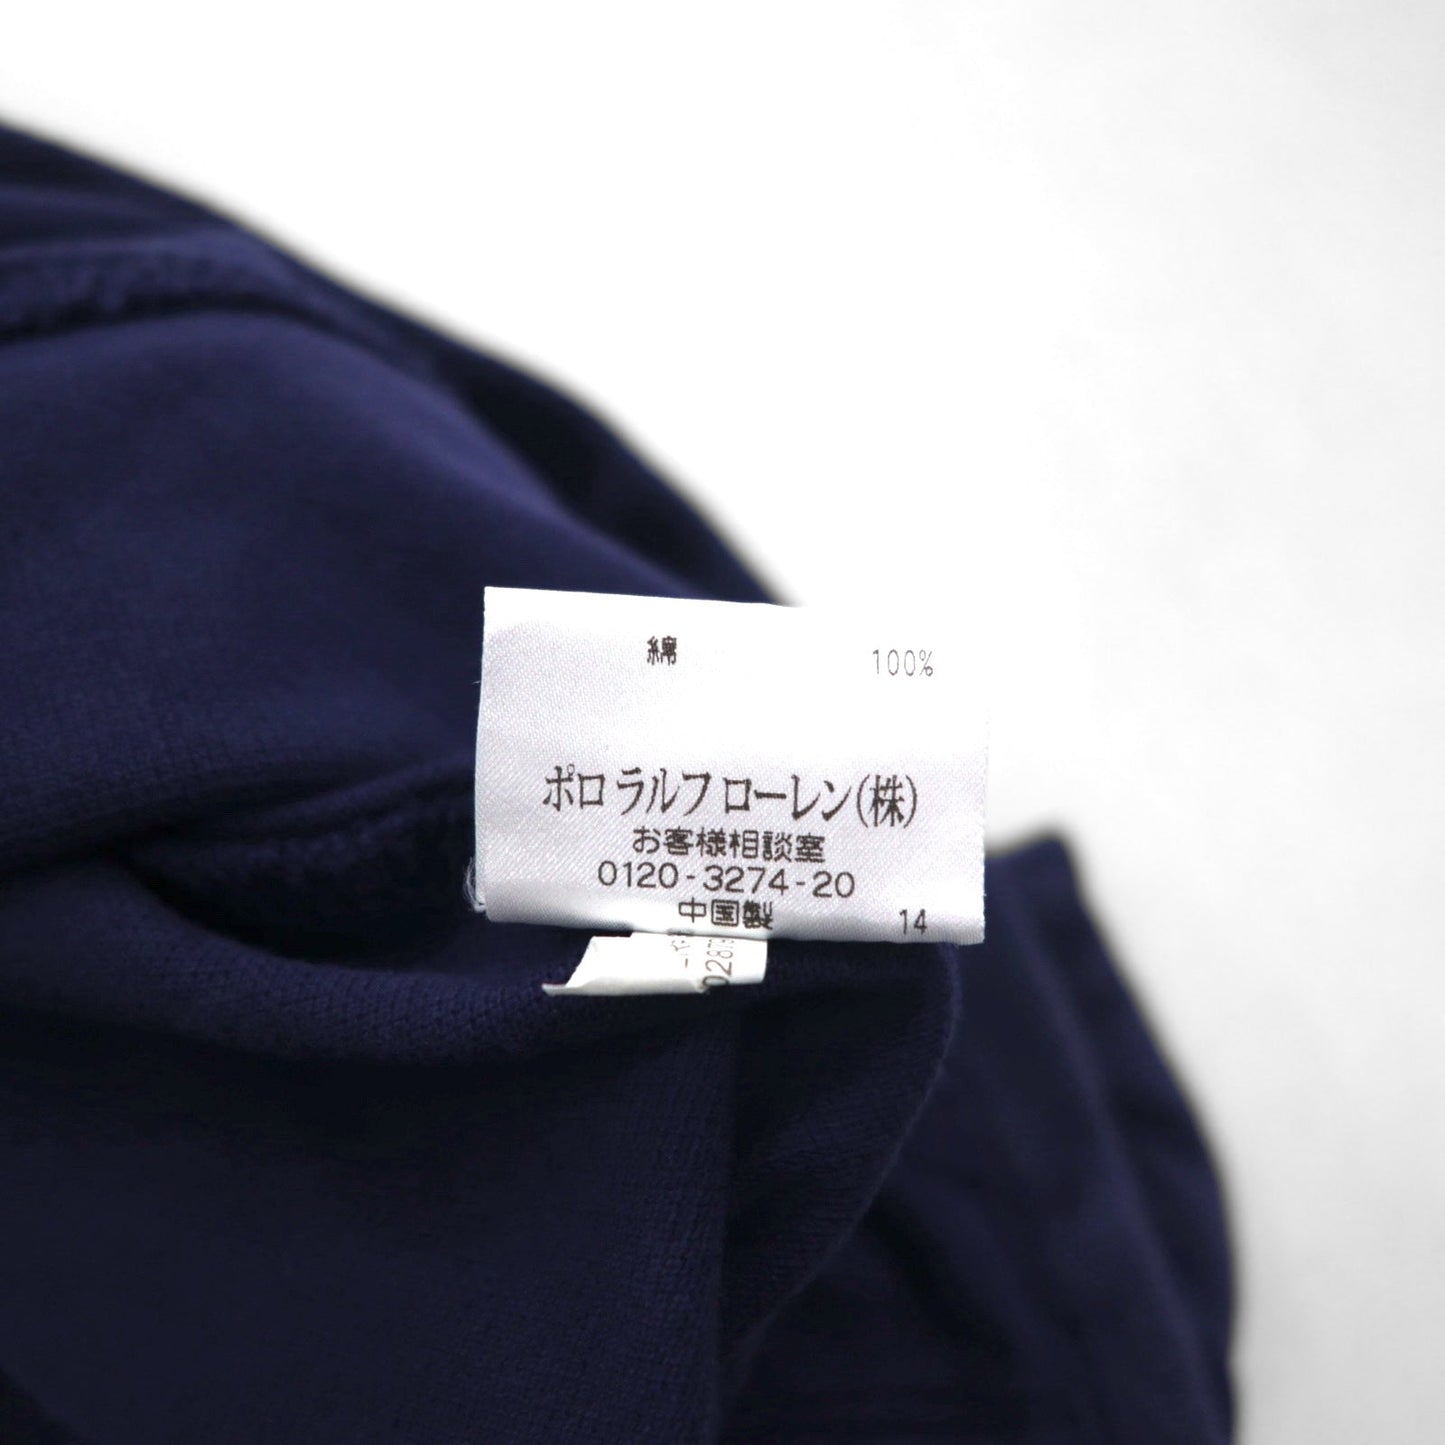 綿 100%
ポロ ラルフ ローレン(株)
お客様相談室
0120-3274-20
中国製 14